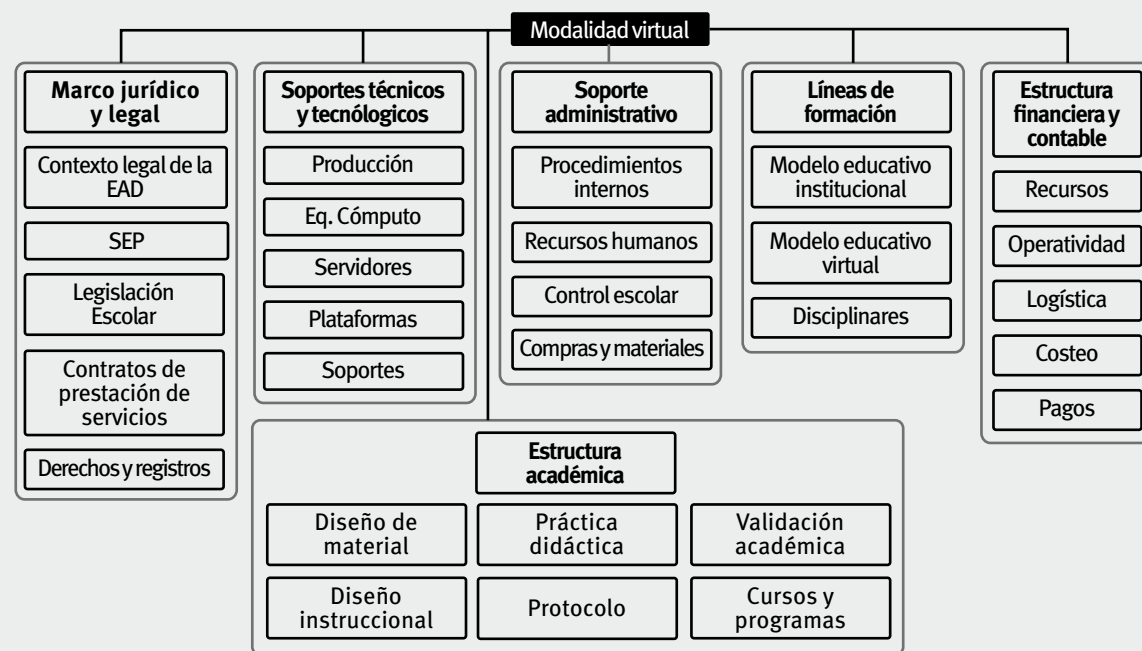 Modalidad virtual
Marco jurídico
y legal
Contexto legal de la
EAD
SEP
Legislación
Escolar
Contratos de
prestación de
servicios
Derechos y registros
Soportes técnicos
y tecnólogicos
Producción
Eq. Cómputo
Servidores
Plataformas
Soportes
Soporte
administrativo
Procedimientos
internos
Recursos humanos
Control escolar
Compras y materiales
Líneas de
formación
Modelo educativo
institucional
Modelo educativo
virtual
Disciplinares
Estructura
financiera y
contable
Recursos
Operatividad
Logística
Costeo
Pagos
Estructura
académica
Diseño de
material
Práctica
didáctica
Validación
académica
Diseño
instruccional
Protocolo
Cursos y
programas